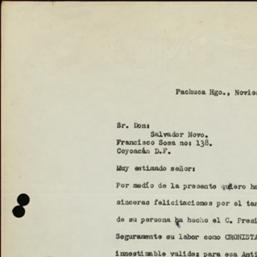 Pachuca Hgo., Novie
Sr. Don:
Salvador Novo.
Francisco Sosa no: 138.
Coyoacán D.F.
Muy estimado señor:
Por medio de la presente quiero ha
sinceras felicitaciones por el tan
de su persona ha hecho el C. Presi
Seguramente su labor como CRONISTA
inestimable valide; para esa Anti